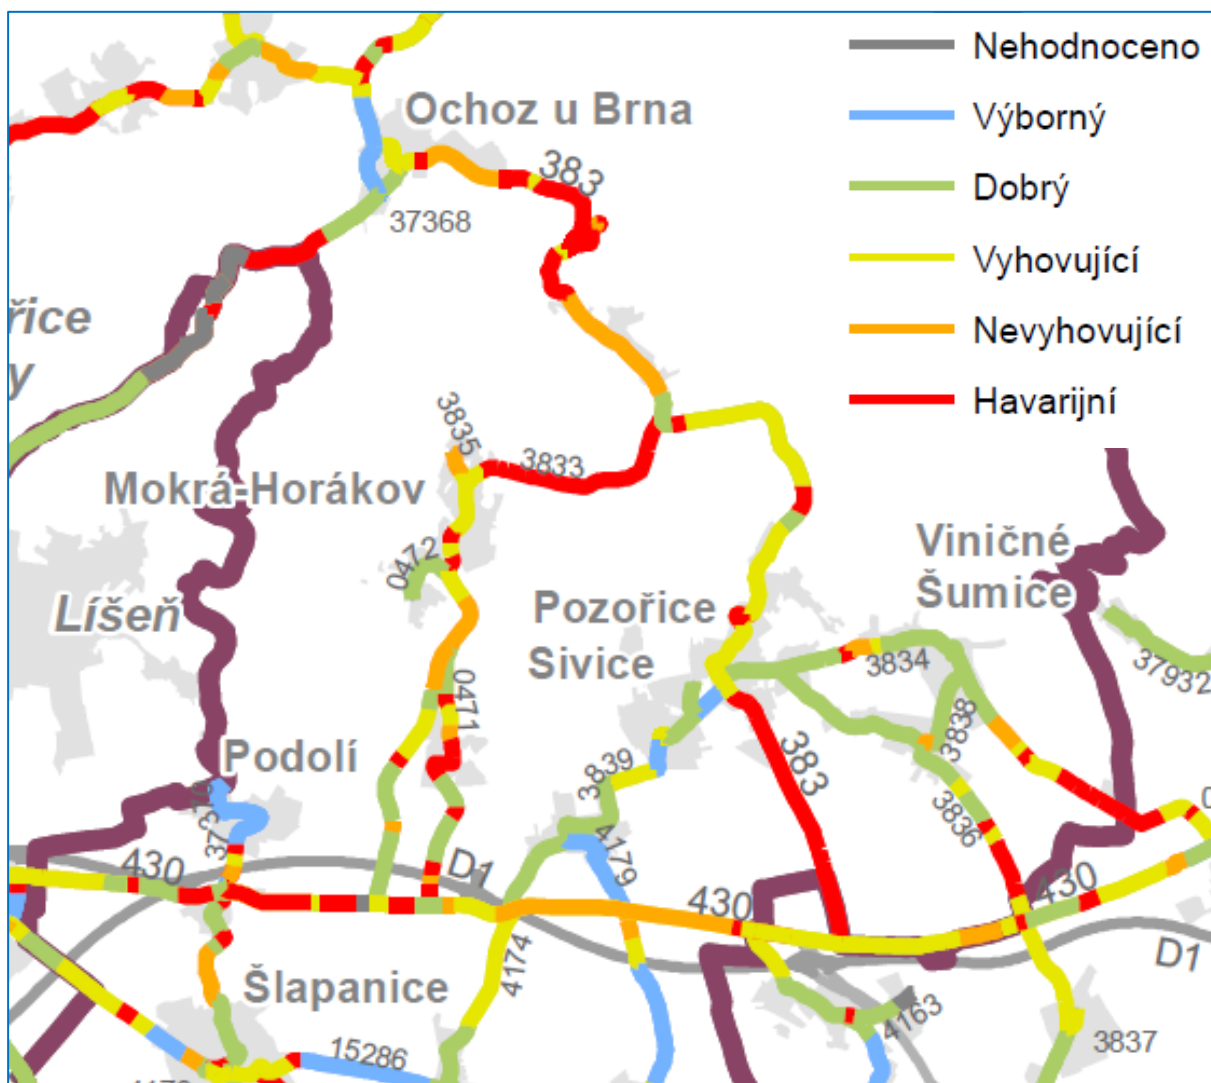 Nehodnoceno
Výborný
Dobrý
Vyhovující
Nevyhovující
Havarijní
Ochoz u Brna
383
37368
řice
y
3835
3833
Mokrá-Horákov
0472
Líšeň
Viničné
Šumice
Pozořice
Sivice
3834
37932
0471
3838
Podolí
383
3839
3836
373
4179
430
D1
430
430
4174
D1
Šlapanice
4163
15286
3837